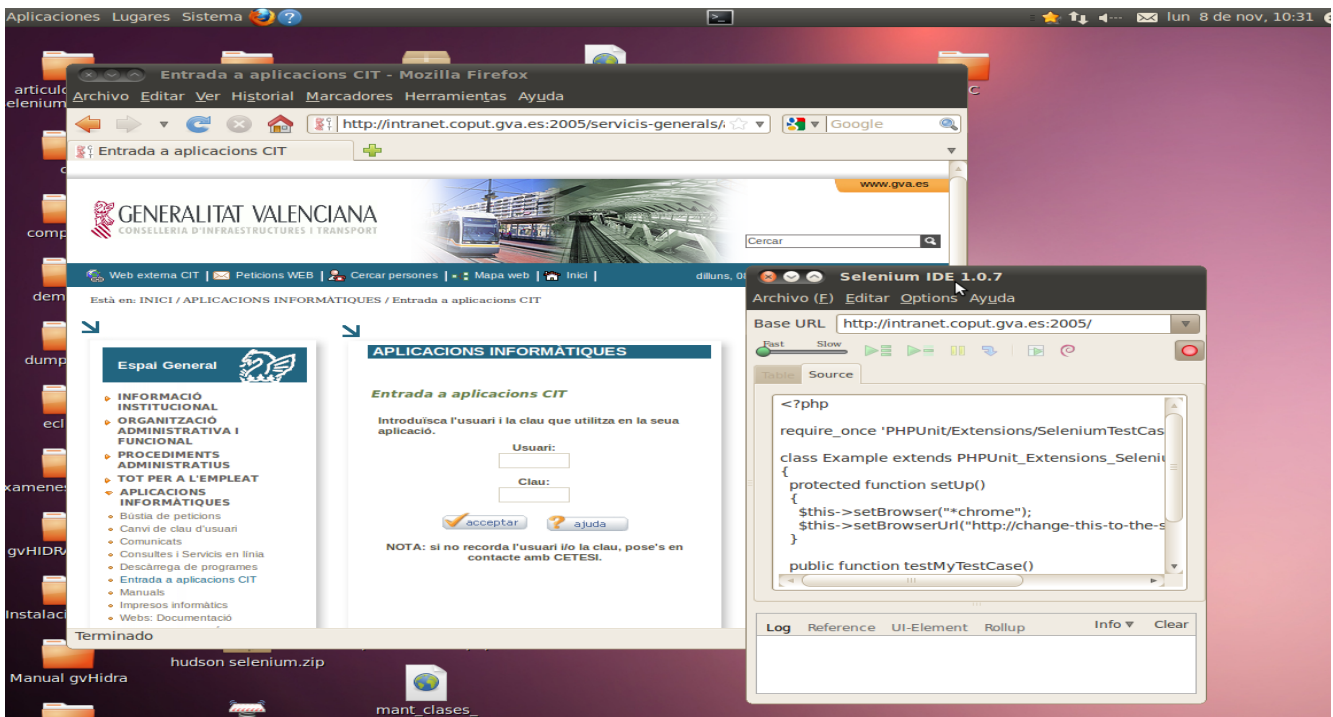 Aplicaciones Lugares Sistema
lun 8 de nov, 10:31
articulo
selenium
C
comp
dem
dump
ecl
xamenes
gvHIDRA
Instalaci
Manual gvHidra
hudson selenium.zip
mant_clases_
Entrada a aplicacions CIT - Mozilla Firefox
Archivo Editar Ver Historial Marcadores Herramientas Ayuda
http://intranet.coput.gva.es:2005/servicis-generals/
Google
Entrada a aplicacions CIT
www.gva.es
GENERALITAT VALENCIANA
CONSELLERIA D'INFRAESTRUCTURES I TRANSPORT
Cercar
Web externa CIT | Peticions WEB | Cercar persones | Mapa web | Inici |
dilluns, 08
Està en: INICI / APLICACIONS INFORMÀTIQUES / Entrada a aplicacions CIT
Espai General
INFORMACIÓ
INSTITUCIONAL
ORGANITZACIÓ
ADMINISTRATIVA I
FUNCIONAL
PROCEDIMENTS
ADMINISTRATIUS
TOT PER A L'EMPLEAT
APLICACIONS
INFORMÀTIQUES
Bústia de peticions
Canvi de clau d'usuari
Comunicats
Consultes i Servicis en línia
Descàrrega de programes
Entrada a aplicacions CIT
Manuals
Impresos informàtics
Webs: Documentació
APLICACIONS INFORMÀTIQUES
Entrada a aplicacions CIT
Introduïsca l'usuari i la clau que utilitza en la seua
aplicació.
Usuari:
Clau:
acceptar
ajuda
NOTA: si no recorda l'usuari i/o la clau, pose's en
contacte amb CETESI.
Terminado
Selenium IDE 1.0.7
Archivo (F) Editar Options Ayuda
Base URL http://intranet.coput.gva.es:2005/
Fast Slow
Table Source
<?php
require_once 'PHPUnit/Extensions/SeleniumTestCas
class Example extends PHPUnit_Extensions_Seleniu
{
protected function setUp()
{
$this->setBrowser("*chrome");
$this->setBrowserUrl("http://change-this-to-the-s
}
public function testMyTestCase()
Log Reference UI-Element Rollup Info Clear